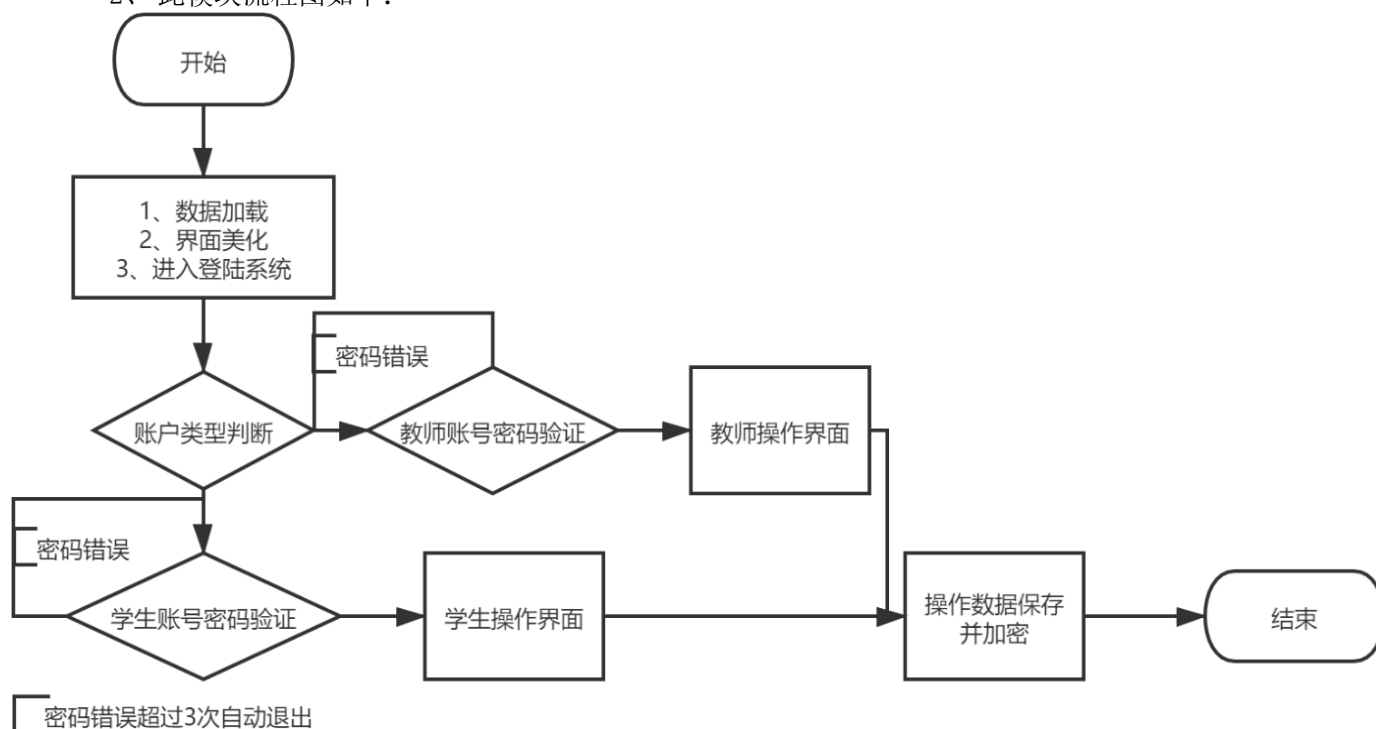 2、此模块流程图如下：
开始
1、数据加载
2、界面美化
3、进入登陆系统
密码错误
账户类型判断
教师账号密码验证
教师操作界面
密码错误
学生账号密码验证
学生操作界面
操作数据保存
并加密
结束
密码错误超过3次自动退出